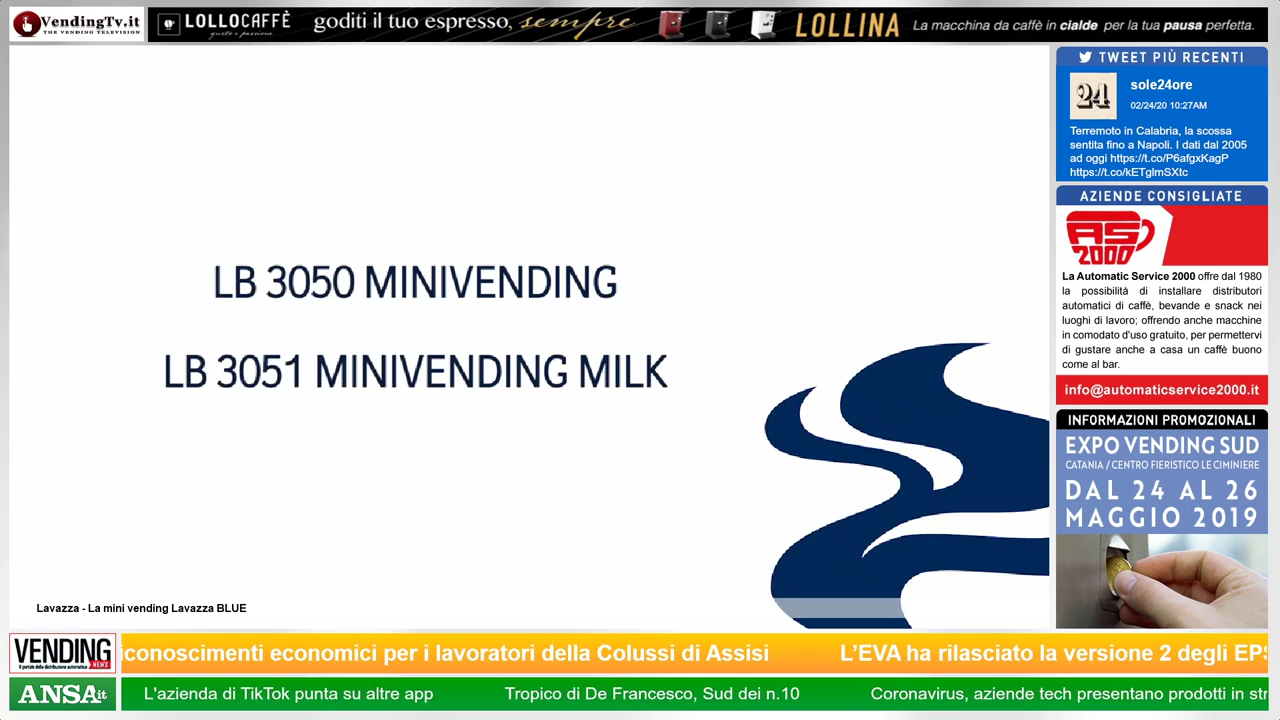 VendingTv.it
THE VENDING TELEVISION
LOLLOCAFFÈ
gusto e passione
goditi il tuo espresso, sempre
LOLLINA
La macchina da caffè in cialde per la tua pausa perfetta.
LB 3050 MINIVENDING
LB 3051 MINIVENDING MILK
Lavazza - La mini vending Lavazza BLUE
TWEET PIÙ RECENTI
24
sole24ore
02/24/20 10:27AM
Terremoto in Calabria, la scossa
sentita fino a Napoli. I dati dal 2005
ad oggi https://t.co/P6afgxKagP
https://t.co/kETglmSXtc
AZIENDE CONSIGLIATE
AS
2000
La Automatic Service 2000 offre dal 1980
la possibilità di installare distributori
automatici di caffè, bevande e snack nei
luoghi di lavoro; offrendo anche macchine
in comodato d'uso gratuito, per permettervi
di gustare anche a casa un caffè buono
come al bar.
info@automaticservice2000.it
INFORMAZIONI PROMOZIONALI
EXPO VENDING SUD
CATANIA / CENTRO FIERISTICO LE CIMINIERE
DAL 24 AL 26
MAGGIO 2019
VENDING
NEWS
Il portale della distribuzione automatica
iconoscimenti economici per i lavoratori della Colussi di Assisi L'EVA ha rilasciato la versione 2 degli EPS
ANSA.it
L'azienda di TikTok punta su altre app Tropico di De Francesco, Sud dei n.10 Coronavirus, aziende tech presentano prodotti in str